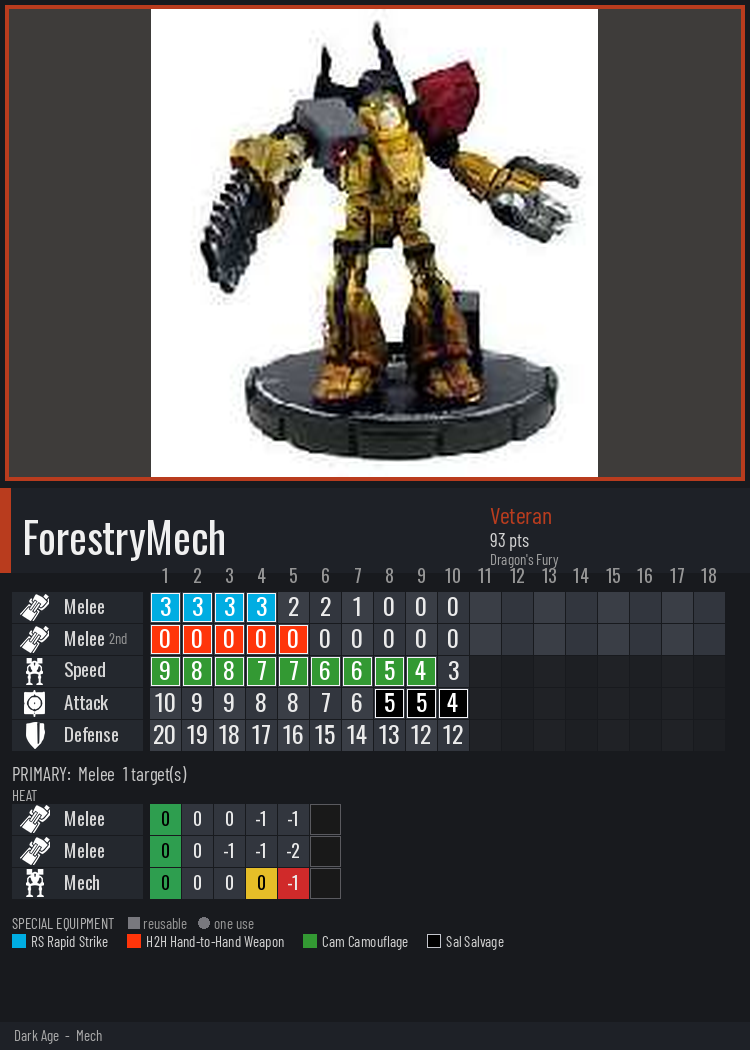 ForestryMech
Veteran
93 pts
Dragon's Fury
1 2 3 4 5 6 7 8 9 10 11 12 13 14 15 16 17 18
Melee 3 3 3 3 2 2 1 0 0 0
Melee 2nd 0 0 0 0 0 0 0 0 0 0
Speed 9 8 8 7 7 6 6 5 4 3
Attack 10 9 9 8 8 7 6 5 5 4
Defense 20 19 18 17 16 15 14 13 12 12
PRIMARY: Melee 1 target(s)
HEAT
Melee 0 0 0 -1 -1
Melee 0 0 -1 -1 -2
Mech 0 0 0 0 -1
SPECIAL EQUIPMENT reusable one use
RS Rapid Strike H2H Hand-to-Hand Weapon Cam Camouflage Sal Salvage
Dark Age - Mech